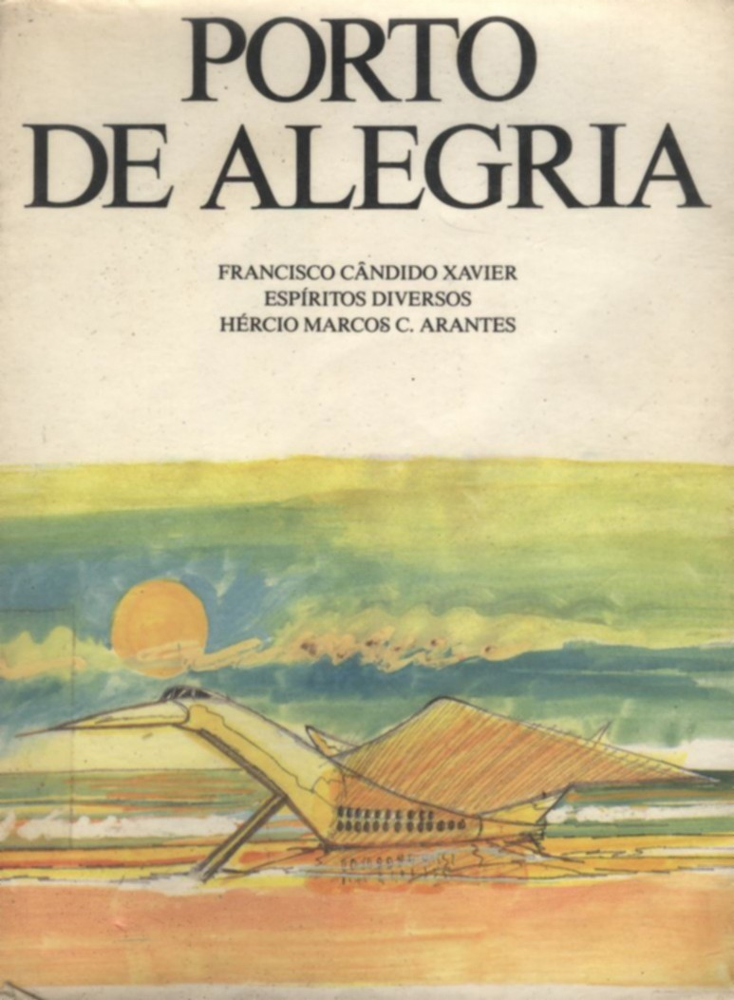 PORTO
DE ALEGRIA
FRANCISCO CÂNDIDO XAVIER
ESPÍRITOS DIVERSOS
HÉRCIO MARCOS C. ARANTES